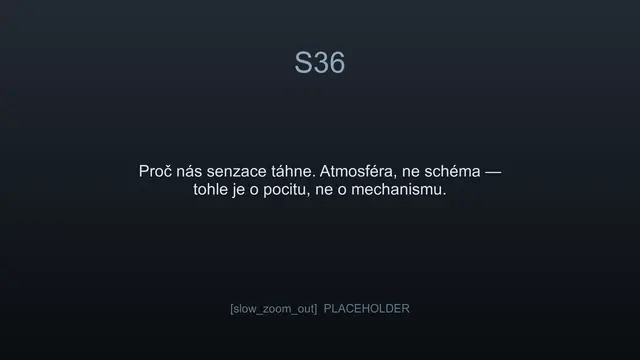 S36
Proč nás senzace táhne. Atmosféra, ne schéma —
tohle je o pocitu, ne o mechanismu.
[slow_zoom_out]  PLACEHOLDER